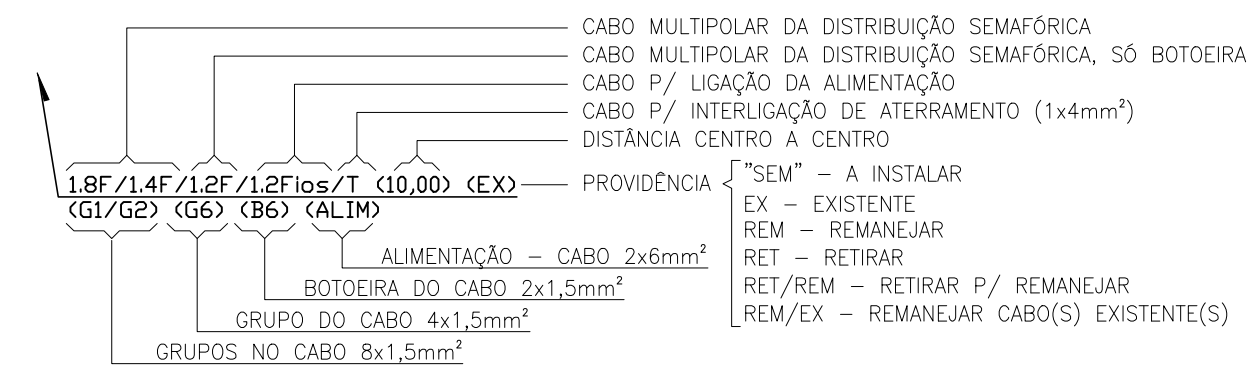 CABO MULTIPOLAR DA DISTRIBUIÇÃO SEMAFÓRICA
CABO MULTIPOLAR DA DISTRIBUIÇÃO SEMAFÓRICA, SÓ BOTOEIRA
CABO P/ LIGAÇÃO DA ALIMENTAÇÃO
CABO P/ INTERLIGAÇÃO DE ATERRAMENTO (1x4mm²)
DISTÂNCIA CENTRO A CENTRO
1.8F/1.4F/1.2F/1.2Fios/T (10,00) (EX)
PROVIDÊNCIA
"SEM" – A INSTALAR
EX – EXISTENTE
REM – REMANEJAR
RET – RETIRAR
RET/REM – RETIRAR P/ REMANEJAR
REM/EX – REMANEJAR CABO(S) EXISTENTE(S)
(G1/G2) (G6) (B6) (ALIM)
ALIMENTAÇÃO – CABO 2x6mm²
BOTOEIRA DO CABO 2x1,5mm²
GRUPO DO CABO 4x1,5mm²
GRUPOS NO CABO 8x1,5mm²